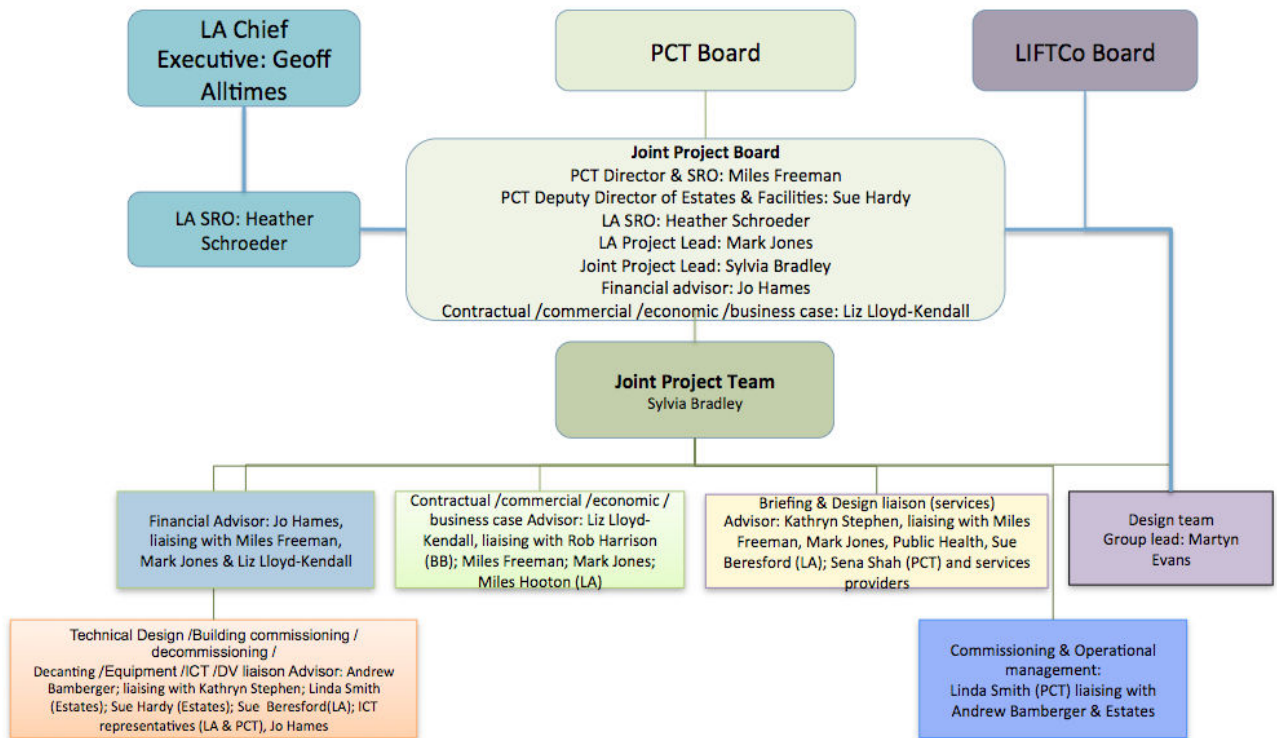 LA Chief
Executive: Geoff
Alltimes
PCT Board
LIFTCo Board
LA SRO: Heather
Schroeder
Joint Project Board
PCT Director & SRO: Miles Freeman
PCT Deputy Director of Estates & Facilities: Sue Hardy
LA SRO: Heather Schroeder
LA Project Lead: Mark Jones
Joint Project Lead: Sylvia Bradley
Financial advisor: Jo Hames
Contractual /commercial /economic /business case: Liz Lloyd-Kendall
Joint Project Team
Sylvia Bradley
Financial Advisor: Jo Hames,
liaising with Miles Freeman,
Mark Jones & Liz Lloyd-Kendall
Contractual /commercial /economic /
business case Advisor: Liz Lloyd-
Kendall, liaising with Rob Harrison
(BB); Miles Freeman; Mark Jones;
Miles Hooton (LA)
Briefing & Design liaison (services)
Advisor: Kathryn Stephen, liaising with Miles
Freeman, Mark Jones, Public Health, Sue
Beresford (LA); Sena Shah (PCT) and services
providers
Design team
Group lead: Martyn
Evans
Technical Design /Building commissioning /
decommissioning /
Decanting /Equipment /ICT /DV liaison Advisor: Andrew
Bamberger; liaising with Kathryn Stephen; Linda Smith
(Estates); Sue Hardy (Estates); Sue Beresford(LA); ICT
representatives (LA & PCT), Jo Hames
Commissioning & Operational
management:
Linda Smith (PCT) liaising with
Andrew Bamberger & Estates